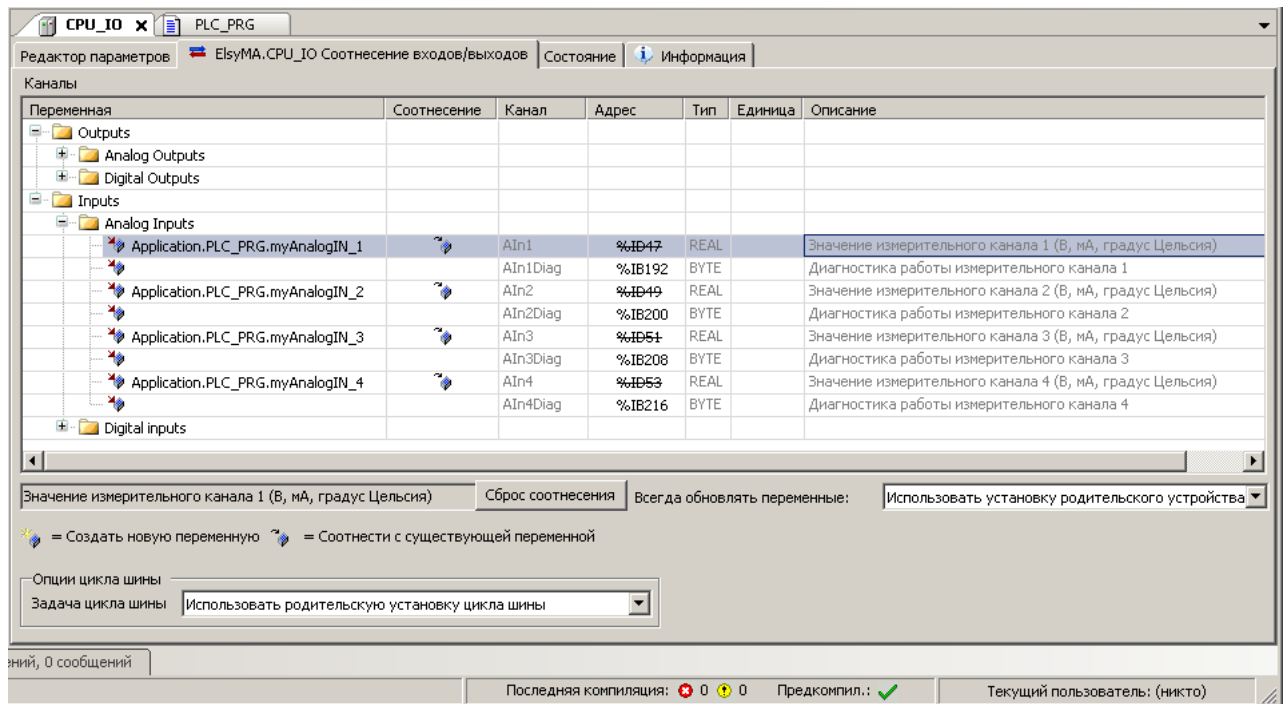 CPU_IO X PLC_PRG
Редактор параметров ElsyMA.CPU_IO Соотнесение входов/выходов Состояние Информация
Каналы
Переменная Соотнесение Канал Адрес Тип Единица Описание
Outputs
Analog Outputs
Digital Outputs
Inputs
Analog Inputs
Application.PLC_PRG.myAnalogIN_1 AIn1 %ID47 REAL Значение измерительного канала 1 (В, мА, градус Цельсия)
AIn1Diag %IB192 BYTE Диагностика работы измерительного канала 1
Application.PLC_PRG.myAnalogIN_2 AIn2 %ID49 REAL Значение измерительного канала 2 (В, мА, градус Цельсия)
AIn2Diag %IB200 BYTE Диагностика работы измерительного канала 2
Application.PLC_PRG.myAnalogIN_3 AIn3 %ID51 REAL Значение измерительного канала 3 (В, мА, градус Цельсия)
AIn3Diag %IB208 BYTE Диагностика работы измерительного канала 3
Application.PLC_PRG.myAnalogIN_4 AIn4 %ID53 REAL Значение измерительного канала 4 (В, мА, градус Цельсия)
AIn4Diag %IB216 BYTE Диагностика работы измерительного канала 4
Digital inputs
Значение измерительного канала 1 (В, мА, градус Цельсия) Сброс соотнесения Всегда обновлять переменные: Использовать установку родительского устройства
= Создать новую переменную = Соотнести с существующей переменной
Опции цикла шины
Задача цикла шины Использовать родительскую установку цикла шины
ений, 0 сообщений
Последняя компиляция: 0 0 Предкомпил.: Текущий пользователь: (никто)